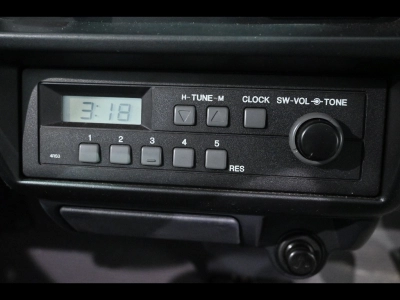 H-TUNE-M CLOCK SW-VOL-⊚-TONE
3:18
1 2 3 4 5
RES